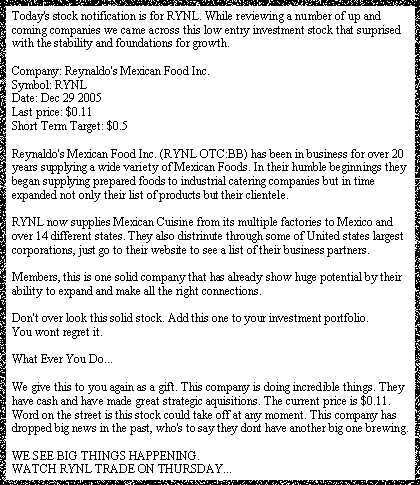 Today's stock notification is for RYNL. While reviewing a number of up and
coming companies we came across this low entry investment stock that surprised
with the stability and foundations for growth.

Company: Reynaldo's Mexican Food Inc.
Symbol: RYNL
Date: Dec 29 2005
Last price: $0.11
Short Term Target: $0.5

Reynaldo's Mexican Food Inc. (RYNL OTC:BB) has been in business for over 20
years supplying a wide variety of Mexican Foods. In their humble beginnings they
began supplying prepared foods to industrial catering companies but in time
expanded not only their list of products but their clientele.

RYNL now supplies Mexican Cuisine from its multiple factories to Mexico and
over 14 different states. They also distrinute through some of United states largest
corporations, just go to their website to see a list of their business partners.

Members, this is one solid company that has already show huge potential by their
ability to expand and make all the right connections.

Don't over look this solid stock. Add this one to your investment portfolio.
You wont regret it.

What Ever You Do...

We give this to you again as a gift. This company is doing incredible things. They
have cash and have made great strategic aquisitions. The current price is $0.11.
Word on the street is this stock could take off at any moment. This company has
dropped big news in the past, who's to say they dont have another big one brewing.

WE SEE BIG THINGS HAPPENING.
WATCH RYNL TRADE ON THURSDAY...